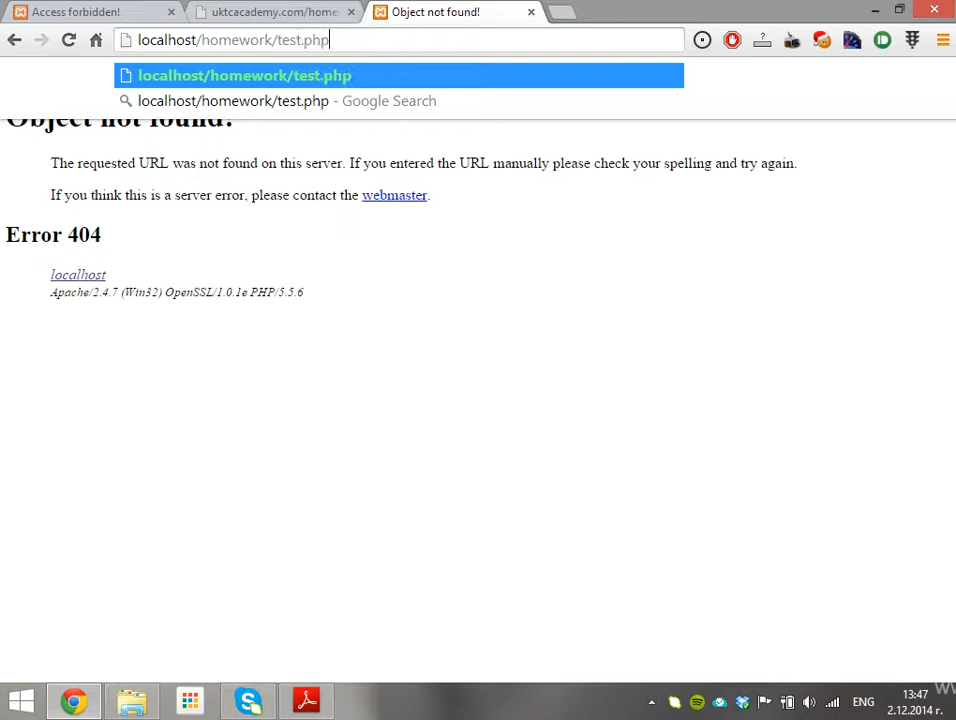 Access forbidden!
uktcacademy.com/home
Object not found!
localhost/homework/test.php
localhost/homework/test.php
localhost/homework/test.php - Google Search
Object not found!
The requested URL was not found on this server. If you entered the URL manually please check your spelling and try again.
If you think this is a server error, please contact the webmaster.
Error 404
localhost
Apache/2.4.7 (Win32) OpenSSL/1.0.1e PHP/5.5.6
ENG
13:47
2.12.2014 г.